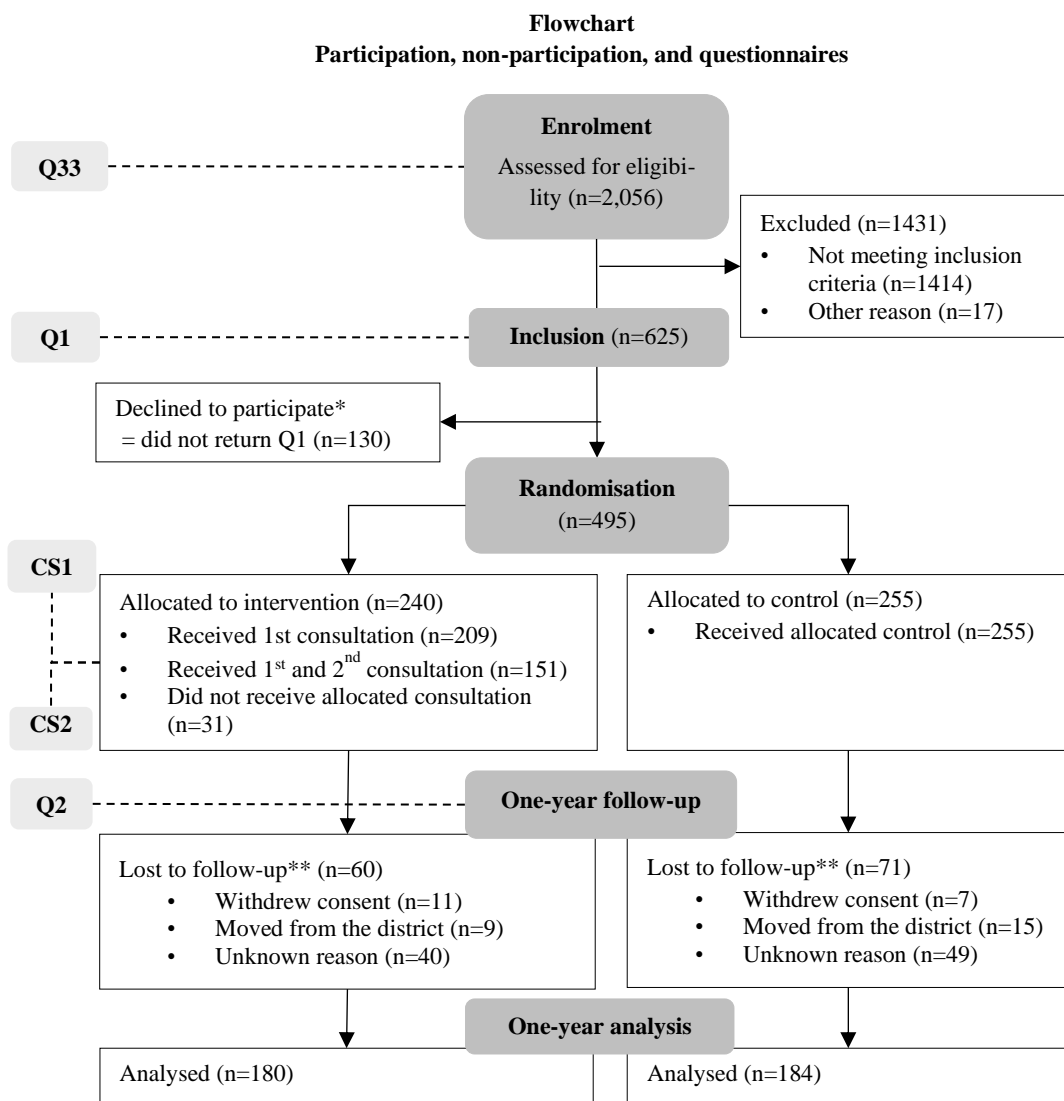 Flowchart
Participation, non-participation, and questionnaires
Enrolment
Assessed for eligibi-
lity (n=2,056)
Q33
Excluded (n=1431)
• Not meeting inclusion
criteria (n=1414)
• Other reason (n=17)
Q1
Inclusion (n=625)
Declined to participate*
= did not return Q1 (n=130)
Randomisation
(n=495)
CS1
CS2
Allocated to intervention (n=240)
• Received 1st consultation (n=209)
• Received 1st and 2nd consultation (n=151)
• Did not receive allocated consultation
(n=31)
Allocated to control (n=255)
• Received allocated control (n=255)
Q2
One-year follow-up
Lost to follow-up** (n=60)
• Withdrew consent (n=11)
• Moved from the district (n=9)
• Unknown reason (n=40)
Lost to follow-up** (n=71)
• Withdrew consent (n=7)
• Moved from the district (n=15)
• Unknown reason (n=49)
One-year analysis
Analysed (n=180)
Analysed (n=184)